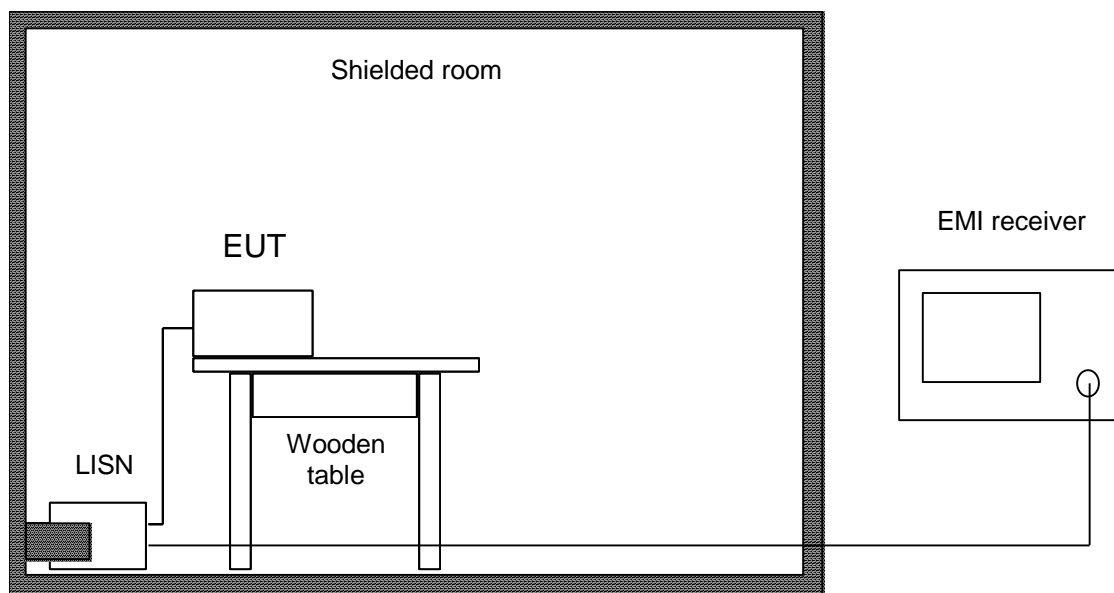 Shielded room
EMI receiver
EUT
Wooden
table
LISN